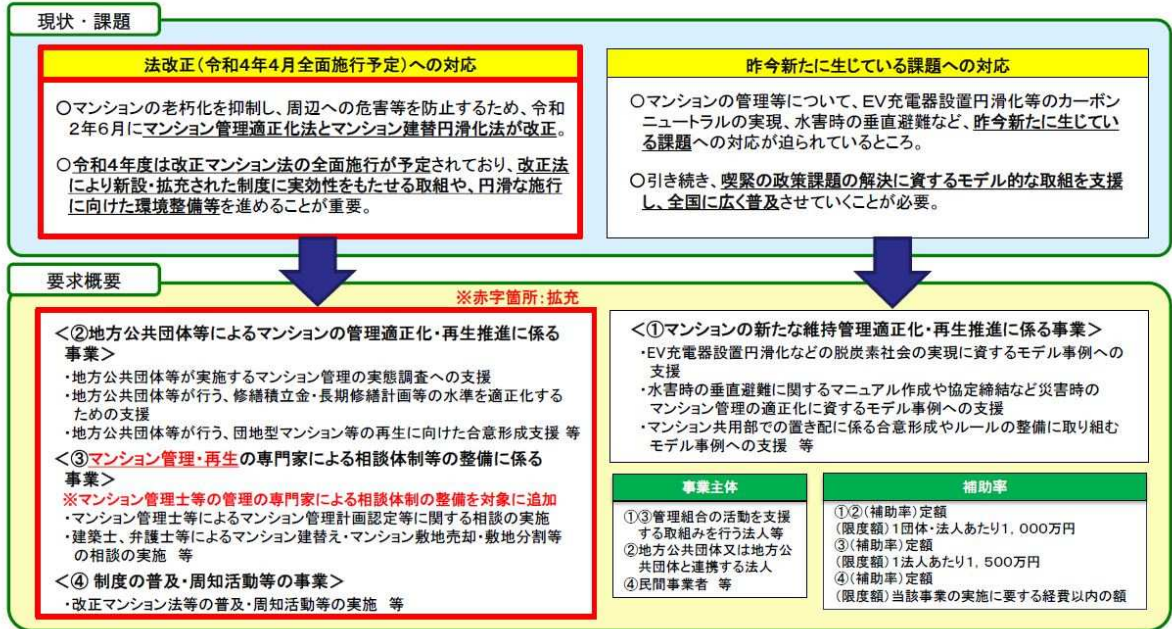 現状・課題
法改正(令和4年4月全面施行予定)への対応
○マンションの老朽化を抑制し、周辺への危害等を防止するため、令和
2年6月にマンション管理適正化法とマンション建替円滑化法が改正。
○令和4年度は改正マンション法の全面施行が予定されており、改正法
により新設・拡充された制度に実効性をもたせる取組や、円滑な施行
に向けた環境整備等を進めることが重要。
昨今新たに生じている課題への対応
○マンションの管理等について、EV充電器設置円滑化等のカーボン
ニュートラルの実現、水害時の垂直避難など、昨今新たに生じてい
る課題への対応が迫られているところ。
○引き続き、喫緊の政策課題の解決に資するモデル的な取組を支援
し、全国に広く普及させていくことが必要。
要求概要
※赤字箇所:拡充
<②地方公共団体等によるマンションの管理適正化・再生推進に係る
事業>
・地方公共団体等が実施するマンション管理の実態調査への支援
・地方公共団体等が行う、修繕積立金・長期修繕計画等の水準を適正化する
ための支援
・地方公共団体等が行う、団地型マンション等の再生に向けた合意形成支援 等
<③マンション管理・再生の専門家による相談体制等の整備に係る
事業>
※マンション管理士等の管理の専門家による相談体制の整備を対象に追加
・マンション管理士等によるマンション管理計画認定等に関する相談の実施
・建築士、弁護士等によるマンション建替え・マンション敷地売却・敷地分割等
の相談の実施 等
<④ 制度の普及・周知活動等の事業>
・改正マンション法等の普及・周知活動等の実施 等
<①マンションの新たな維持管理適正化・再生推進に係る事業>
・EV充電器設置円滑化などの脱炭素社会の実現に資するモデル事例への
支援
・水害時の垂直避難に関するマニュアル作成や協定締結など災害時の
マンション管理の適正化に資するモデル事例への支援
・マンション共用部での置き配に係る合意形成やルールの整備に取り組む
モデル事例への支援 等
事業主体
①③管理組合の活動を支援
する取組みを行う法人等
②地方公共団体又は地方公
共団体と連携する法人
④民間事業者 等
補助率
①②(補助率)定額
(限度額)1団体・法人あたり1,000万円
③(補助率)定額
(限度額)1法人あたり1,500万円
④(補助率)定額
(限度額)当該事業の実施に要する経費以内の額